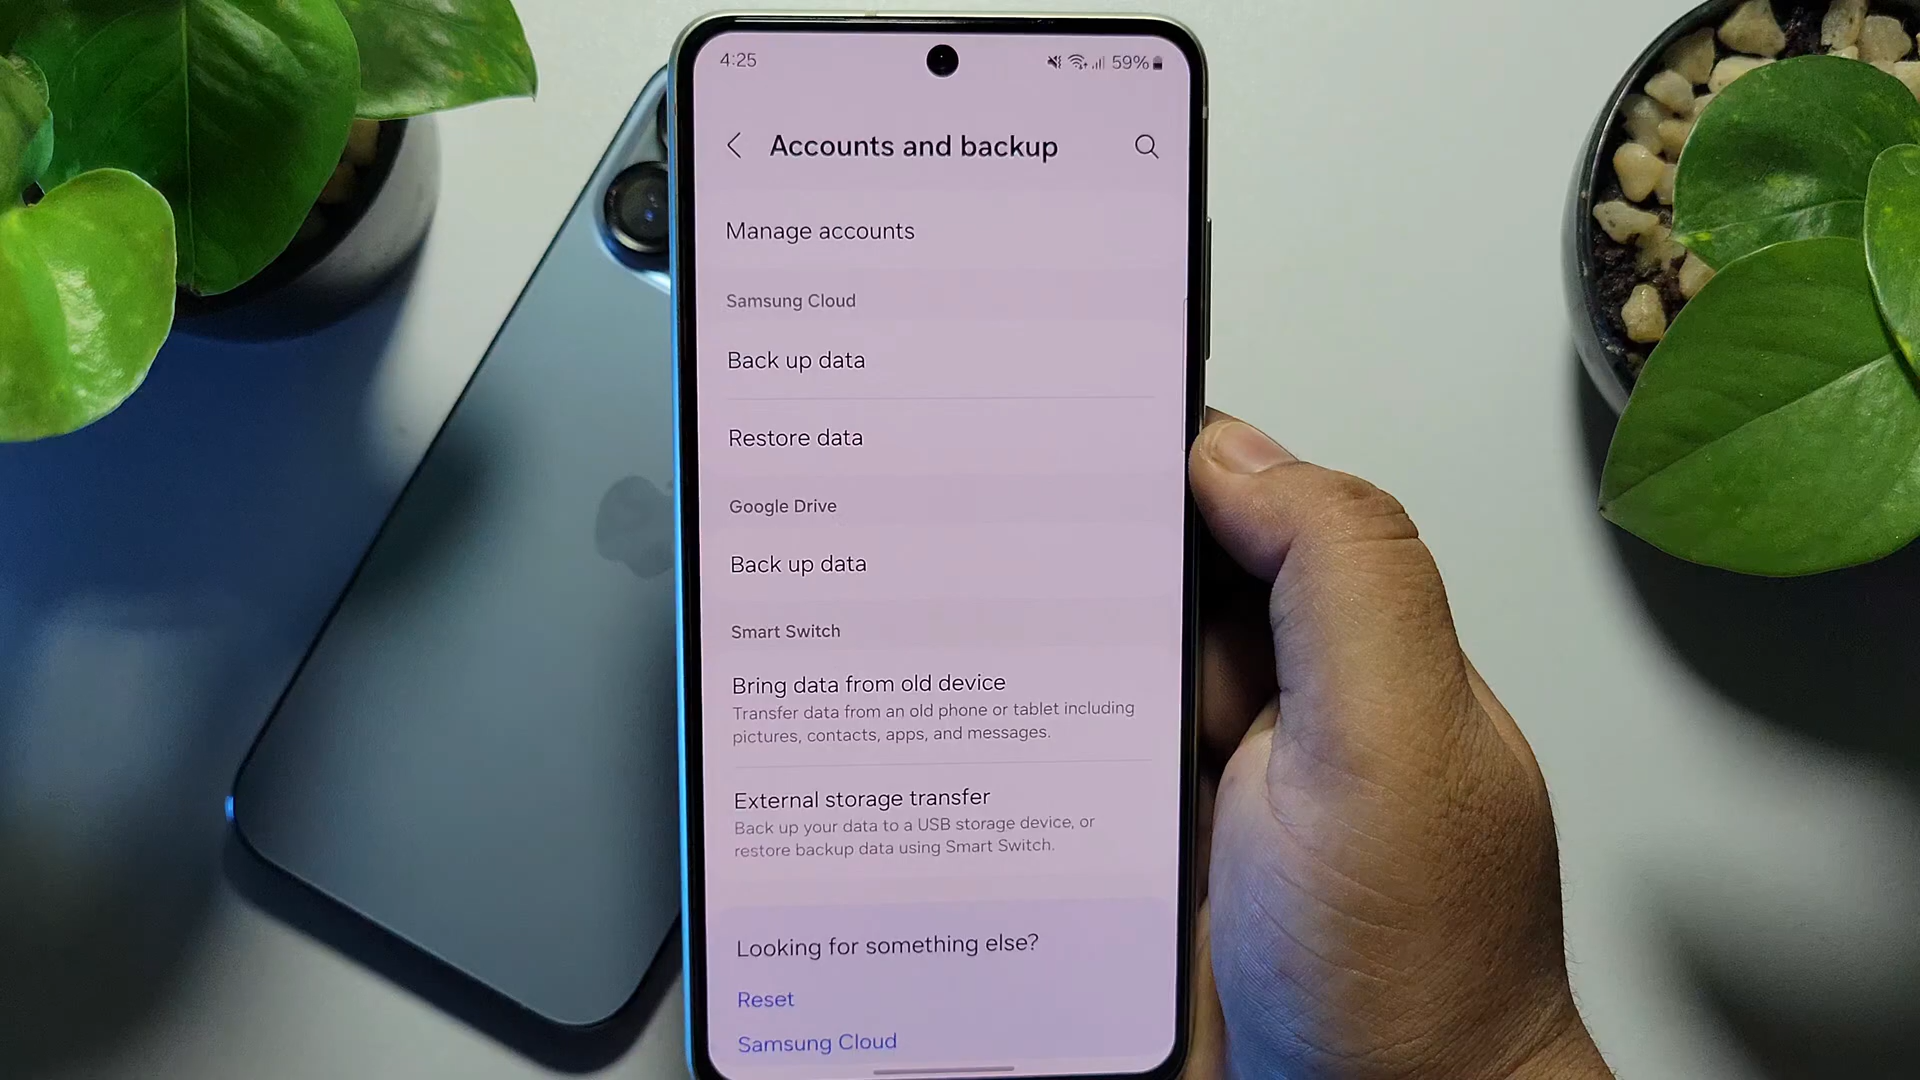 4:25
59%
Accounts and backup
Manage accounts
Samsung Cloud
Back up data
Restore data
Google Drive
Back up data
Smart Switch
Bring data from old device
Transfer data from an old phone or tablet including
pictures, contacts, apps, and messages.
External storage transfer
Back up your data to a USB storage device, or
restore backup data using Smart Switch.
Looking for something else?
Reset
Samsung Cloud